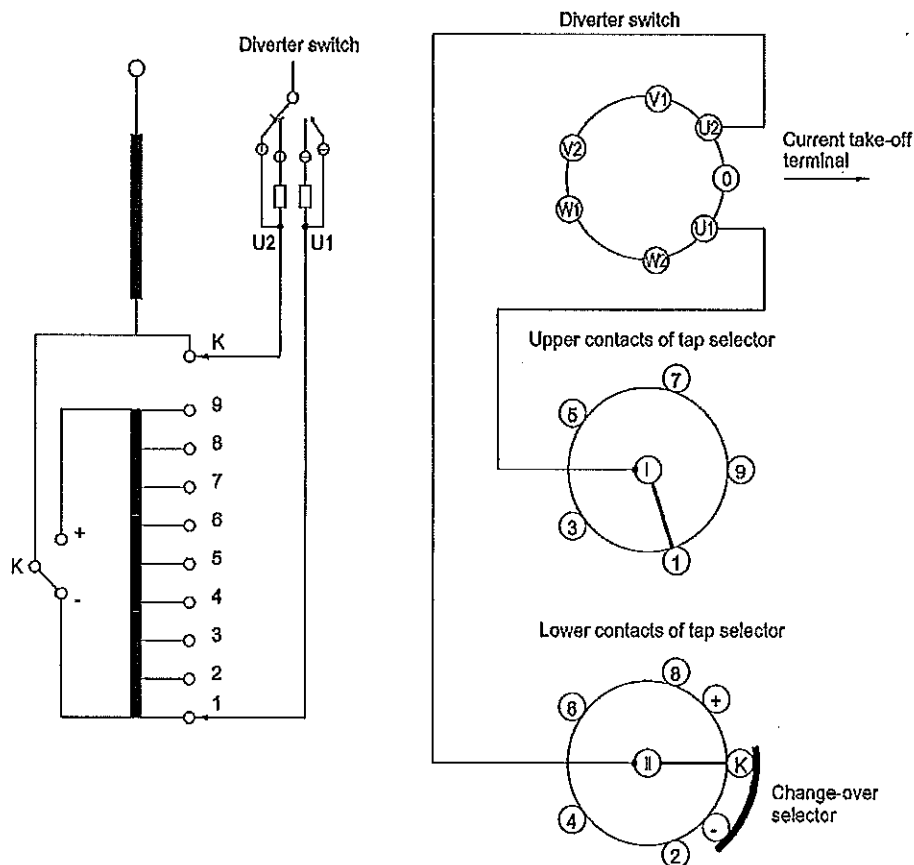 Diverter switch
U2 U1
K
9
8
7
6
5
4
3
2
1
+
K
-
Diverter switch
V1
U2
V2
0
W1
U1
W2
Current take-off
terminal
Upper contacts of tap selector
7
5
I
9
3
1
Lower contacts of tap selector
8
+
6
II
K
4
-
2
Change-over
selector